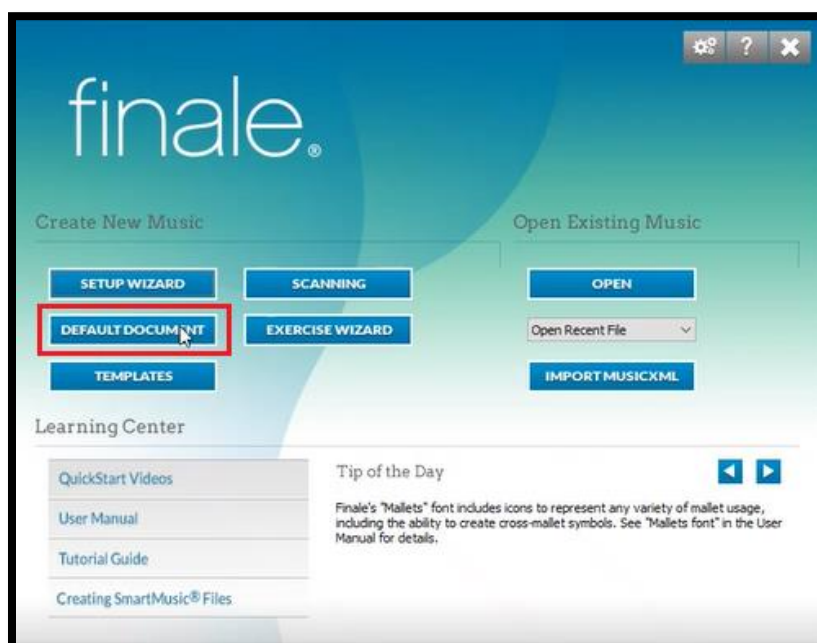 finale®
Create New Music
Open Existing Music
SETUP WIZARD
SCANNING
OPEN
DEFAULT DOCUMENT
EXERCISE WIZARD
Open Recent File
TEMPLATES
IMPORT MUSICXML
Learning Center
QuickStart Videos
User Manual
Tutorial Guide
Creating SmartMusic® Files
Tip of the Day
Finale's "Mallets" font includes icons to represent any variety of mallet usage,
including the ability to create cross-mallet symbols. See "Mallets font" in the User
Manual for details.